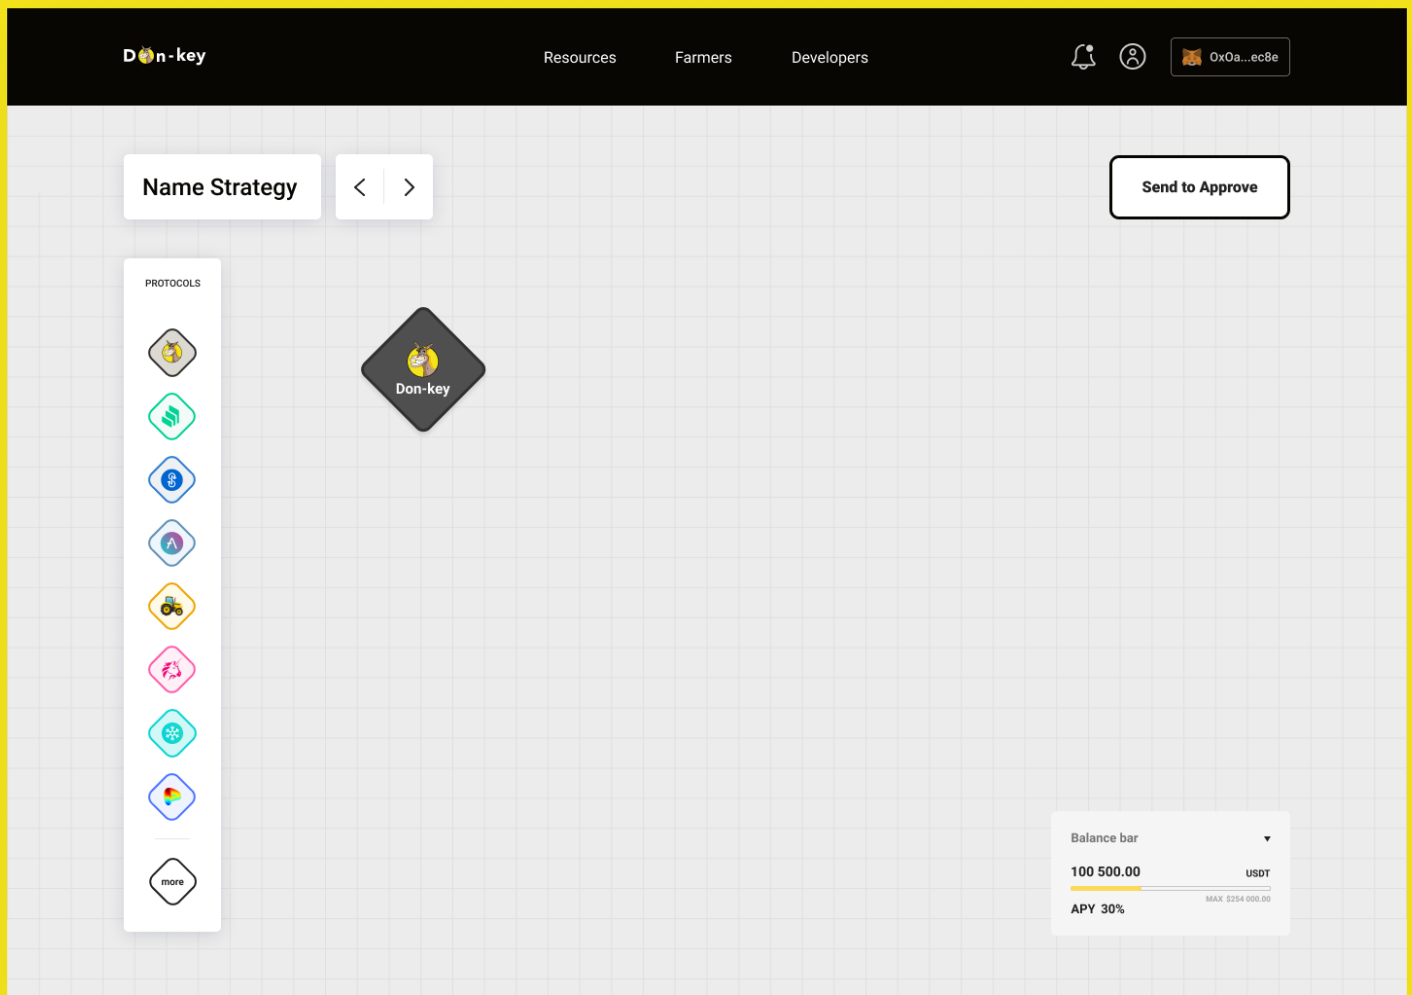 Don-key
Resources
Farmers
Developers
OxOa...ec8e
Name Strategy
Send to Approve
PROTOCOLS
Don-key
more
Balance bar
100 500.00
USDT
MAX $254 000.00
APY 30%